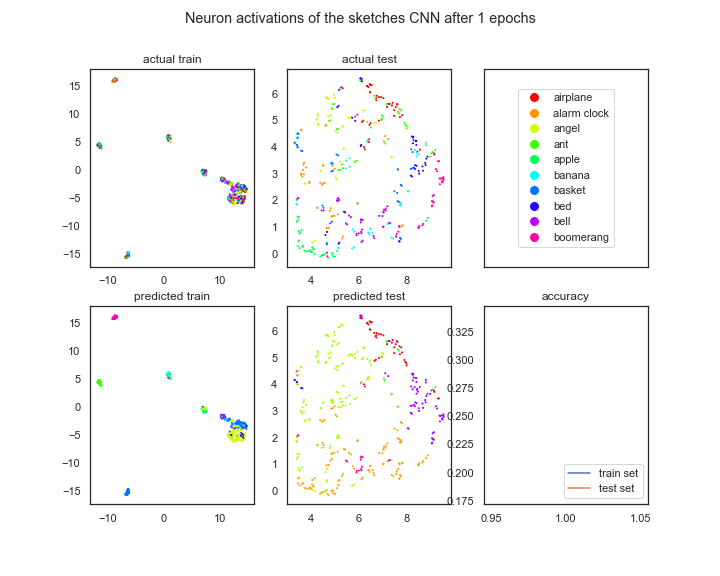 Neuron activations of the sketches CNN after 1 epochs
actual train
15
10
5
0
−5
−10
−15
−10 0 10
actual test
6
5
4
3
2
1
0
4 6 8
airplane
alarm clock
angel
ant
apple
banana
basket
bed
bell
boomerang
predicted train
15
10
5
0
−5
−10
−15
−10 0 10
predicted test
6
5
4
3
2
1
0
4 6 8
accuracy
0.325
0.300
0.275
0.250
0.225
0.200
0.175
train set
test set
0.95 1.00 1.05